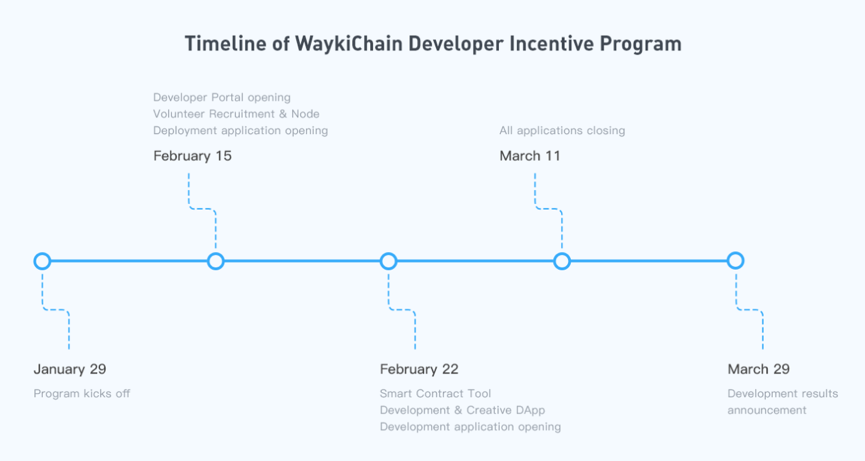 Timeline of WaykiChain Developer Incentive Program
Developer Portal opening
Volunteer Recruitment & Node
Deployment application opening
February 15
All applications closing
March 11
January 29
Program kicks off
February 22
Smart Contract Tool
Development & Creative DApp
Development application opening
March 29
Development results
announcement